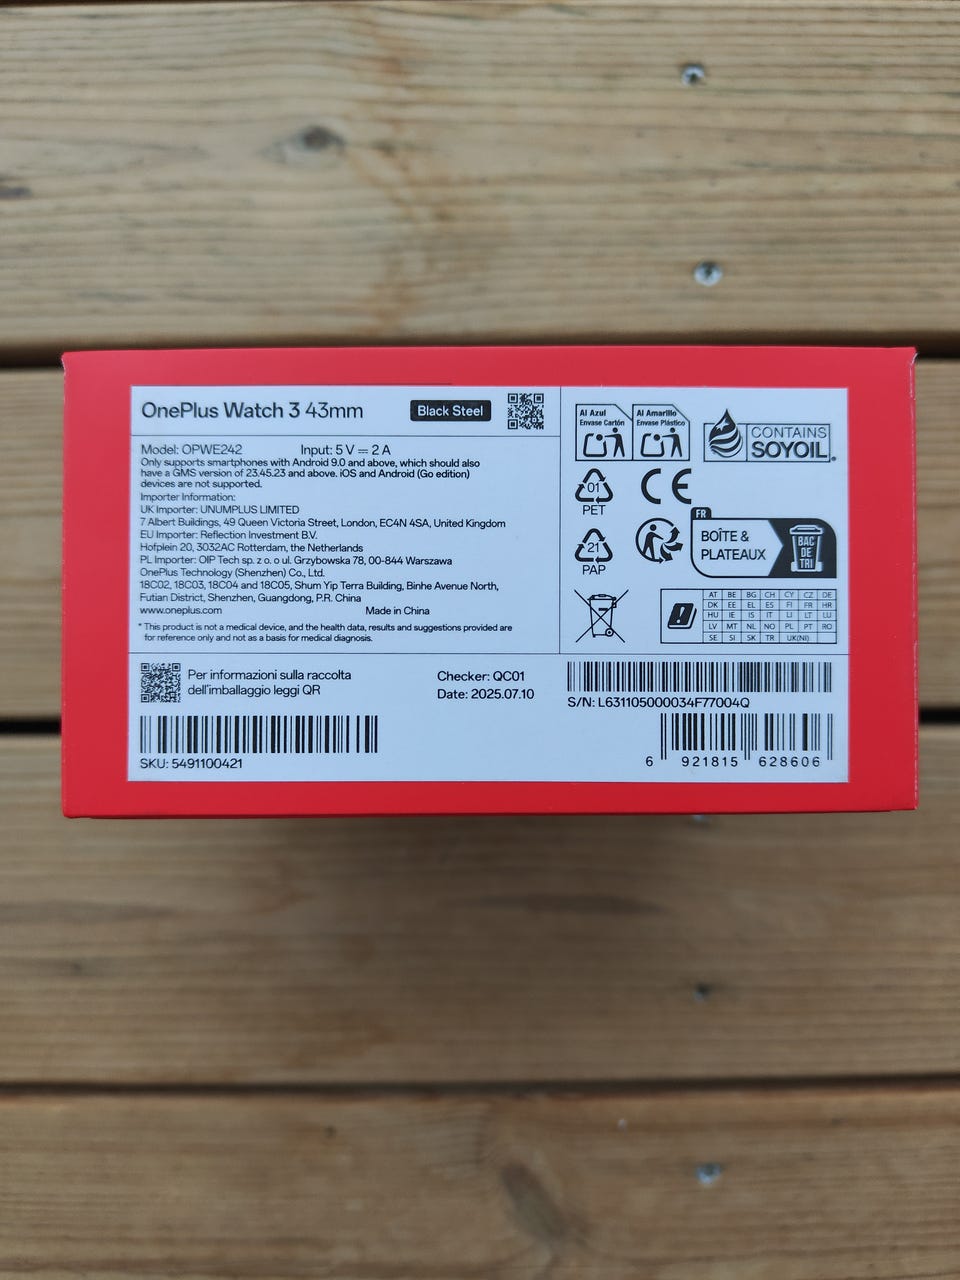 OnePlus Watch 3 43mm
Black Steel
Model: OPWE242 Input: 5 V ⎓ 2 A
Only supports smartphones with Android 9.0 and above, which should also
have a GMS version of 23.45.23 and above. iOS and Android (Go edition)
devices are not supported.
Importer Information:
UK Importer: UNUMPLUS LIMITED
7 Albert Buildings, 49 Queen Victoria Street, London, EC4N 4SA, United Kingdom
EU Importer: Reflection Investment B.V.
Hofplein 20, 3032AC Rotterdam, the Netherlands
PL Importer: OIP Tech sp. z o. o ul. Grzybowska 78, 00-844 Warszawa
OnePlus Technology (Shenzhen) Co., Ltd.
18C02, 18C03, 18C04 and 18C05, Shum Yip Terra Building, Binhe Avenue North,
Futian District, Shenzhen, Guangdong, P.R. China
www.oneplus.com Made in China
* This product is not a medical device, and the health data, results and suggestions provided are
for reference only and not as a basis for medical diagnosis.
Al Azul
Envase Cartón
Al Amarillo
Envase Plástico
CONTAINS
SOYOIL
01
PET
CE
21
PAP
FR
BOÎTE &
PLATEAUX
BAC
DE
TRI
AT BE BG CH CY CZ DE
DK EE EL ES FI FR HR
HU IE IS IT LI LT LU
LV MT NL NO PL PT RO
SE SI SK TR UK(NI)
Per informazioni sulla raccolta
dell'imballaggio leggi QR
Checker: QC01
Date: 2025.07.10
S/N: L631105000034F77004Q
SKU: 5491100421
6 921815 628606